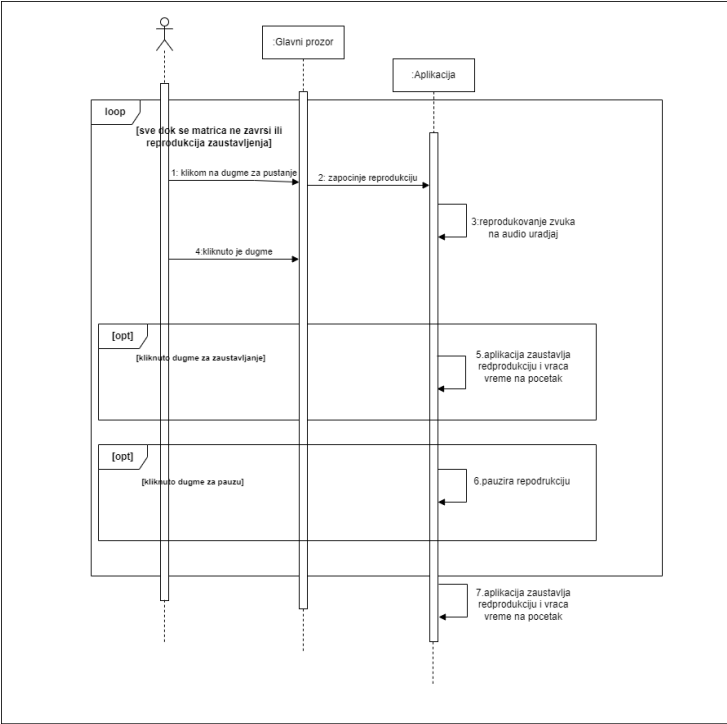 :Glavni prozor
:Aplikacija
loop
[sve dok se matrica ne zavrsi ili
reprodukcija zaustavljenja]
1: klikom na dugme za pustanje
2: zapocinje reprodukciju
3:reprodukovanje zvuka
na audio uradjaj
4:kliknuto je dugme
[opt]
[kliknuto dugme za zaustavljanje]
5.aplikacija zaustavlja
redprodukciju i vraca
vreme na pocetak
[opt]
[kliknuto dugme za pauzu]
6.pauzira repodrukciju
7.aplikacija zaustavlja
redprodukciju i vraca
vreme na pocetak